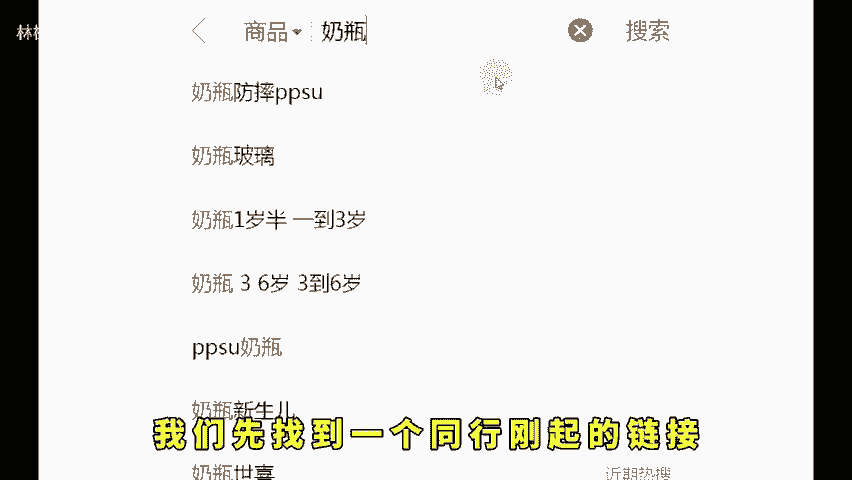 林
商品 奶瓶 搜索
奶瓶防摔ppsu
奶瓶玻璃
奶瓶1岁半 一到3岁
奶瓶 3 6岁 3到6岁
ppsu奶瓶
奶瓶新生儿
我们先找到一个同行刚起的链接
奶瓶世喜 近期热搜